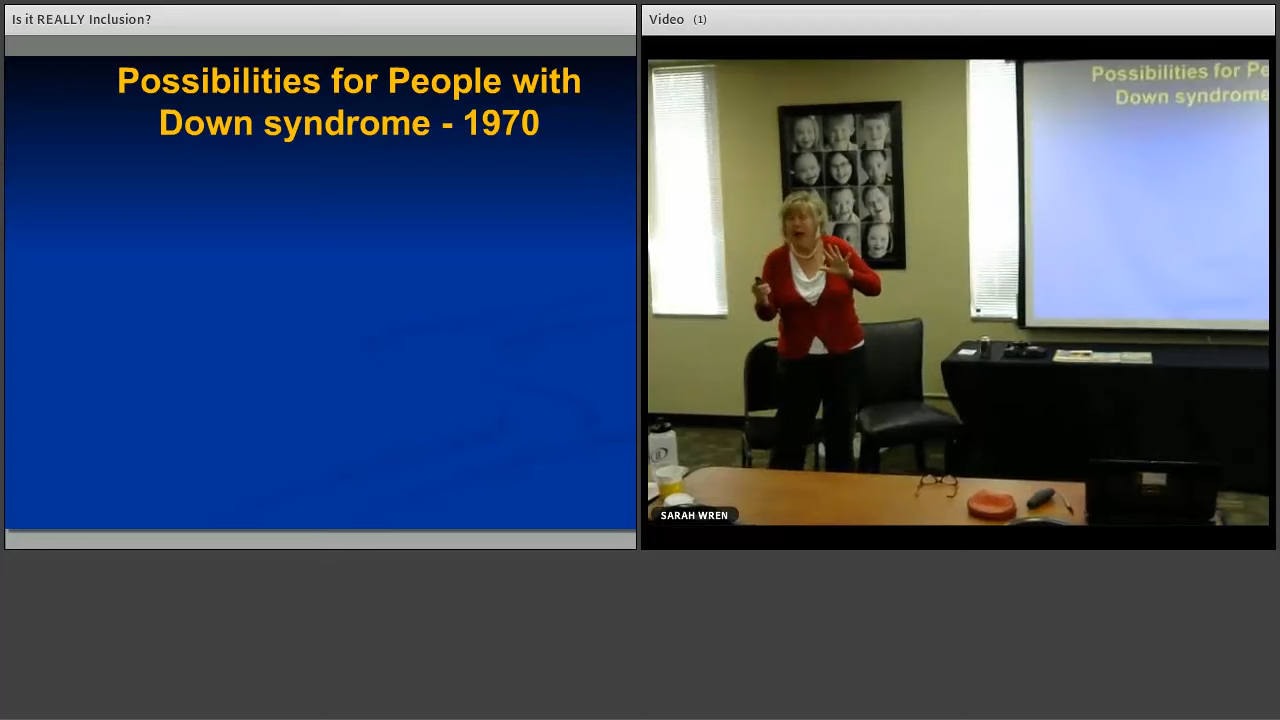 Is it REALLY Inclusion?
Possibilities for People with
Down syndrome - 1970
Video (1)
Possibilities for Pe
Down syndrome
SARAH WREN